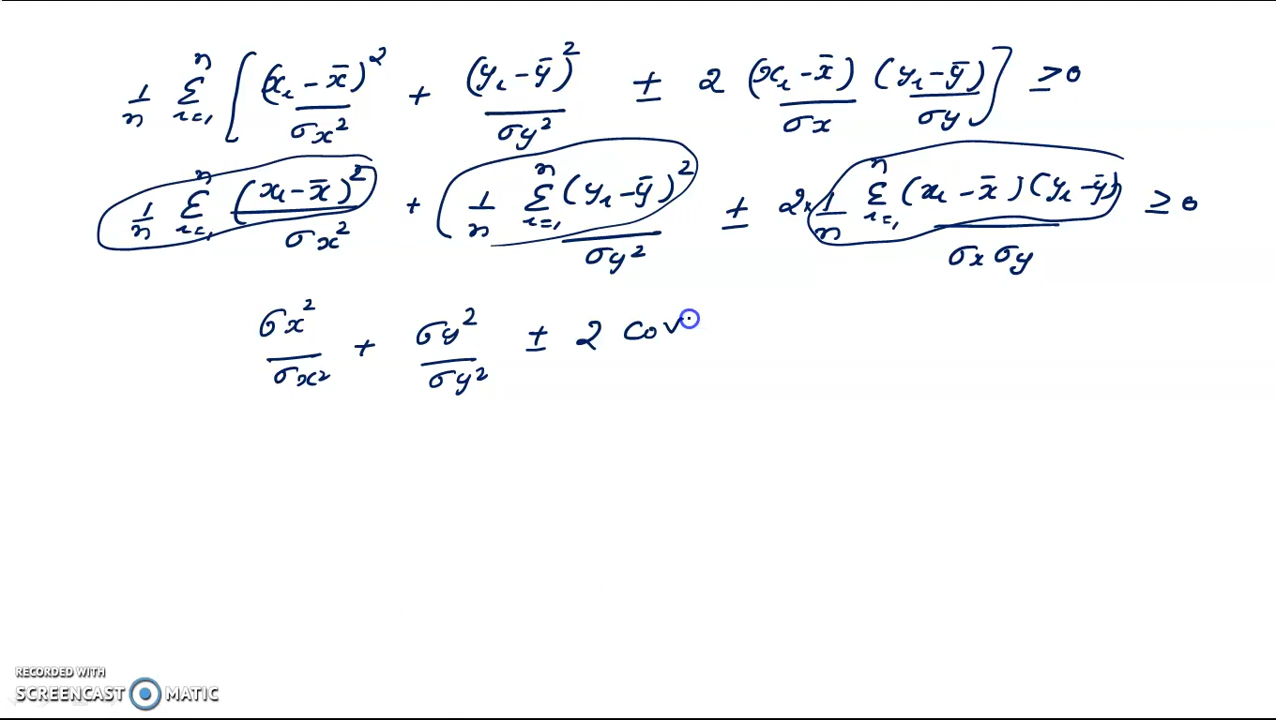 1/n Σ_{i=1}^{n} [ (xi - x̄)²/σx² + (yi - ȳ)²/σy² ± 2 (xi - x̄)/σx (yi - ȳ)/σy ] ≥ 0
1/n Σ_{i=1}^{n} (xi - x̄)²/σx² + 1/n Σ_{i=1}^{n} (yi - ȳ)²/σy² ± 2 × 1/n Σ_{i=1}^{n} (xi - x̄)(yi - ȳ)/σx σy ≥ 0
σx²/σx² + σy²/σy² ± 2 cov
RECORDED WITH
SCREENCAST MATIC